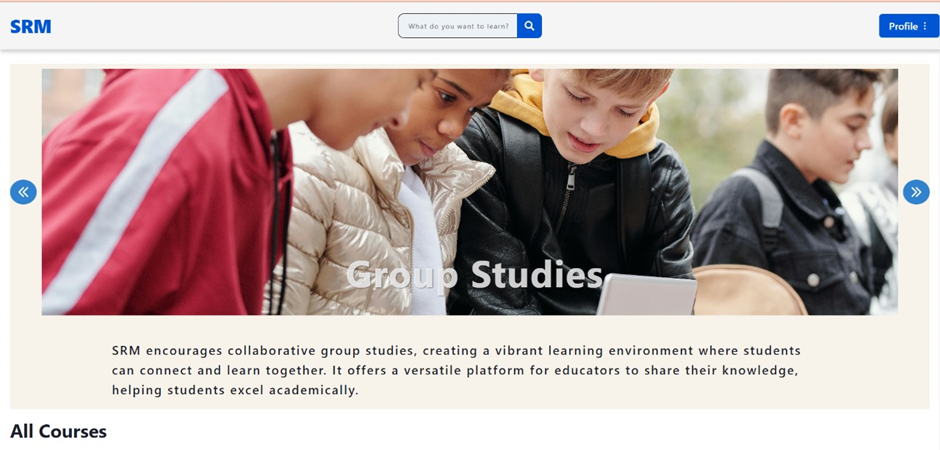 SRM
What do you want to learn?
Profile
Group Studies
SRM encourages collaborative group studies, creating a vibrant learning environment where students
can connect and learn together. It offers a versatile platform for educators to share their knowledge,
helping students excel academically.
All Courses